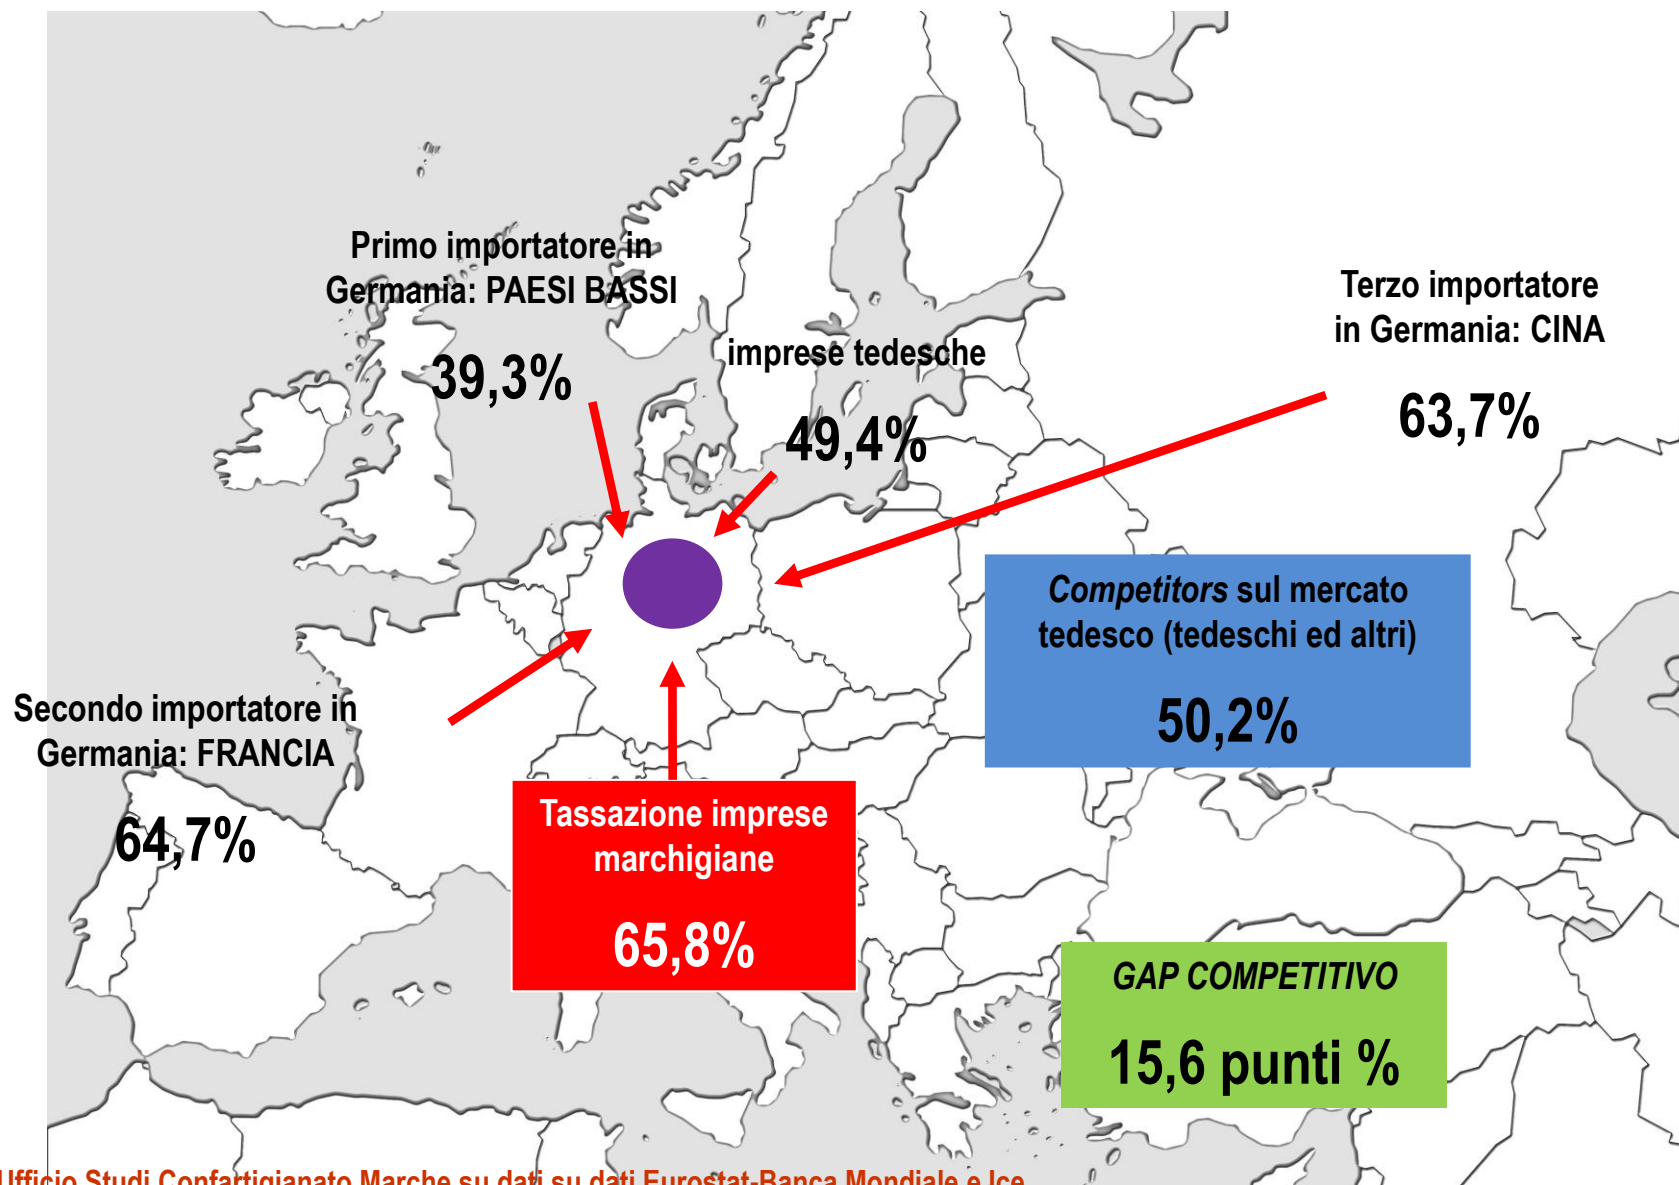 Primo importatore in
Germania: PAESI BASSI
39,3%
imprese tedesche
49,4%
Terzo importatore
in Germania: CINA
63,7%
Competitors sul mercato
tedesco (tedeschi ed altri)
50,2%
Secondo importatore in
Germania: FRANCIA
64,7%
Tassazione imprese
marchigiane
65,8%
GAP COMPETITIVO
15,6 punti %
Ufficio Studi Confartigianato Marche su dati su dati Eurostat-Banca Mondiale e Ice